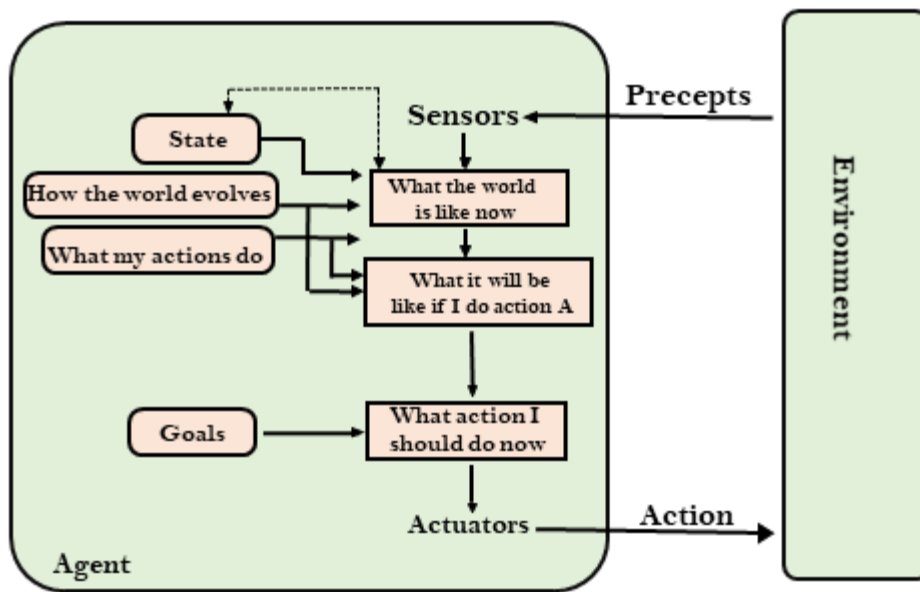 Precepts
Sensors
State
How the world evolves
What my actions do
What the world
is like now
What it will be
like if I do action A
Goals
What action I
should do now
Actuators
Action
Agent
Environment